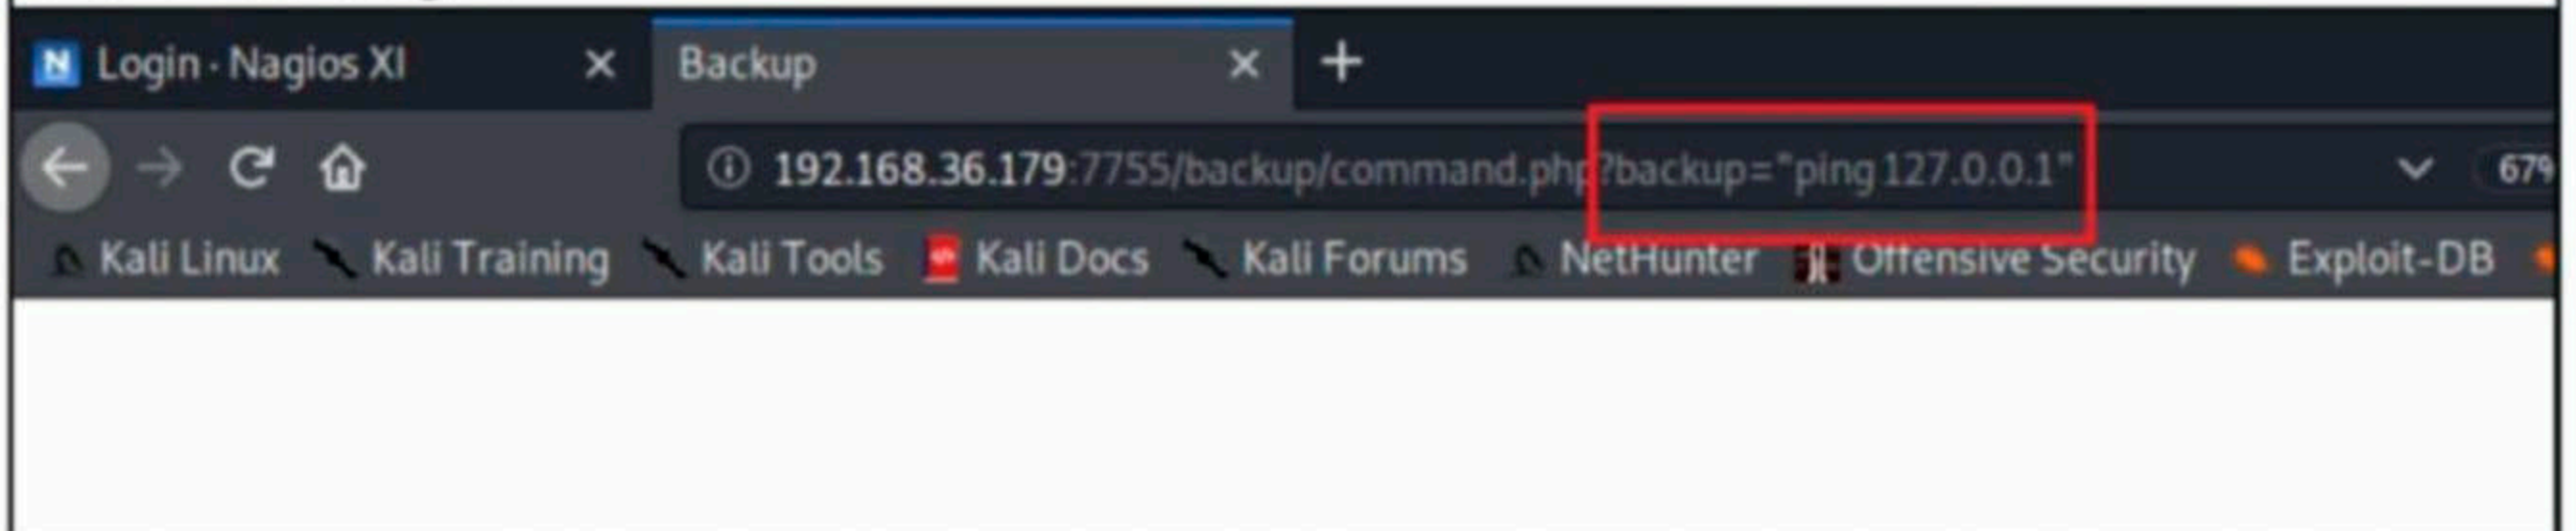 Login · Nagios XI
Backup
192.168.36.179:7755/backup/command.php?backup="ping 127.0.0.1"
67%
Kali Linux Kali Training Kali Tools Kali Docs Kali Forums NetHunter Offensive Security Exploit-DB